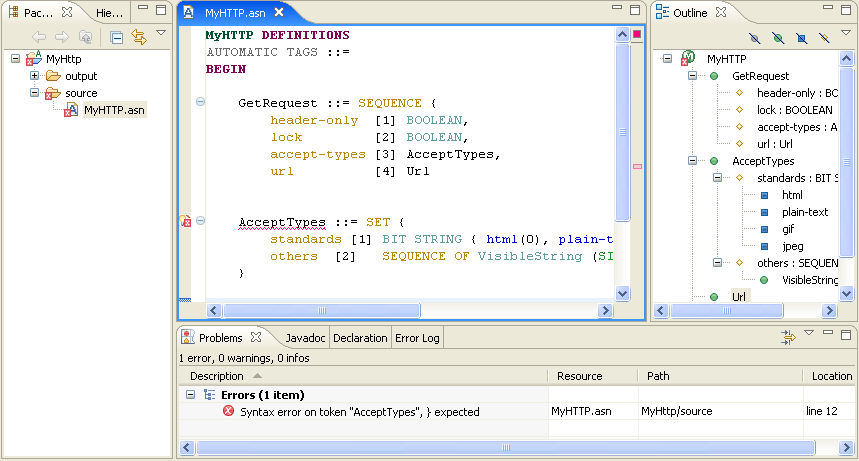 Pac...
Hie...
MyHttp
output
source
MyHTTP.asn
MyHTTP.asn
MyHTTP DEFINITIONS
AUTOMATIC TAGS ::=
BEGIN
GetRequest ::= SEQUENCE {
header-only [1] BOOLEAN,
lock [2] BOOLEAN,
accept-types [3] AcceptTypes,
url [4] Url
AcceptTypes ::= SET {
standards [1] BIT STRING { html(0), plain-t
others [2] SEQUENCE OF VisibleString (SI
}
Outline
MyHTTP
GetRequest
header-only : BO
lock : BOOLEAN
accept-types : A
url : Url
AcceptTypes
standards : BIT S
html
plain-text
gif
jpeg
others : SEQUEN
VisibleString
Url
Problems Javadoc Declaration Error Log
1 error, 0 warnings, 0 infos
Description Resource Path Location
Errors (1 item)
Syntax error on token "AcceptTypes", } expected MyHTTP.asn MyHttp/source line 12